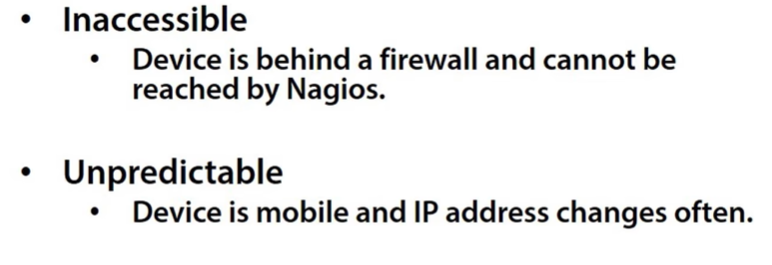 • Inaccessible
• Device is behind a firewall and cannot be
reached by Nagios.
• Unpredictable
• Device is mobile and IP address changes often.